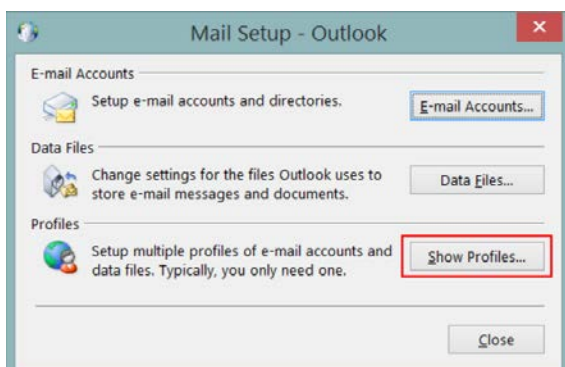 Mail Setup - Outlook
E-mail Accounts
Setup e-mail accounts and directories.
E-mail Accounts...
Data Files
Change settings for the files Outlook uses to
store e-mail messages and documents.
Data Files...
Profiles
Setup multiple profiles of e-mail accounts and
data files. Typically, you only need one.
Show Profiles...
Close